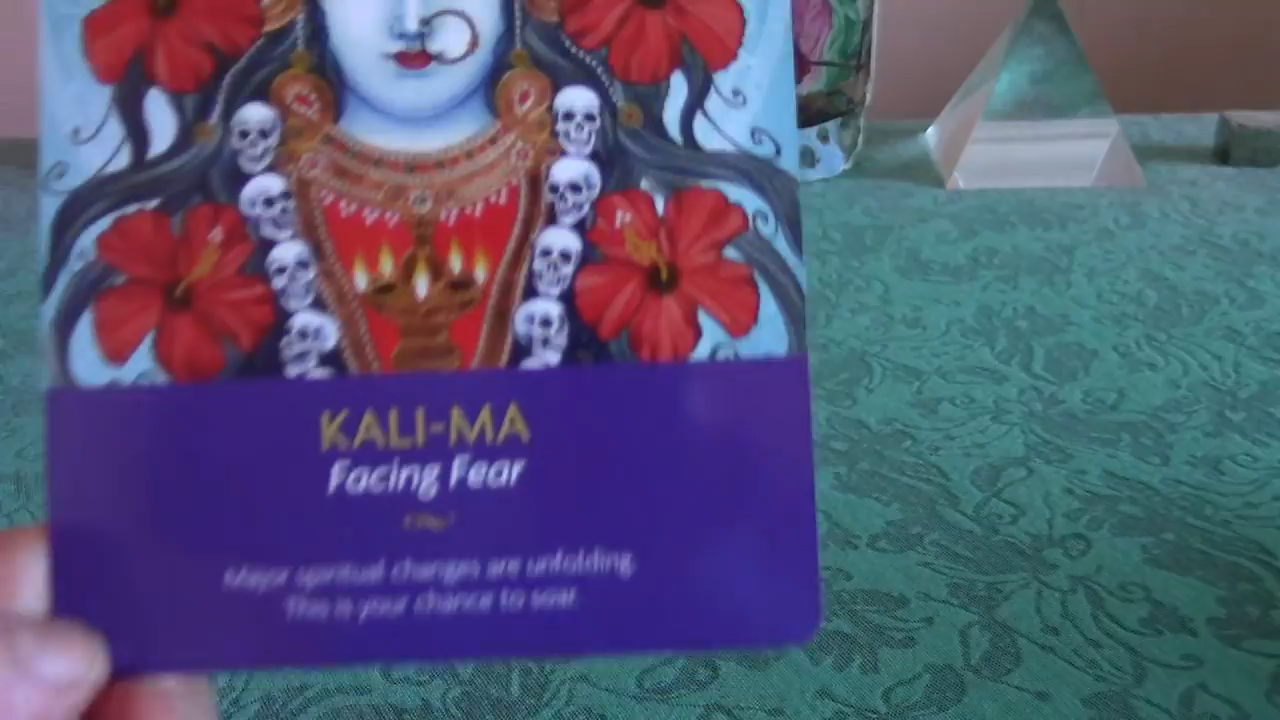 KALI-MA
Facing Fear
Major spiritual changes are unfolding.
This is your chance to soar.